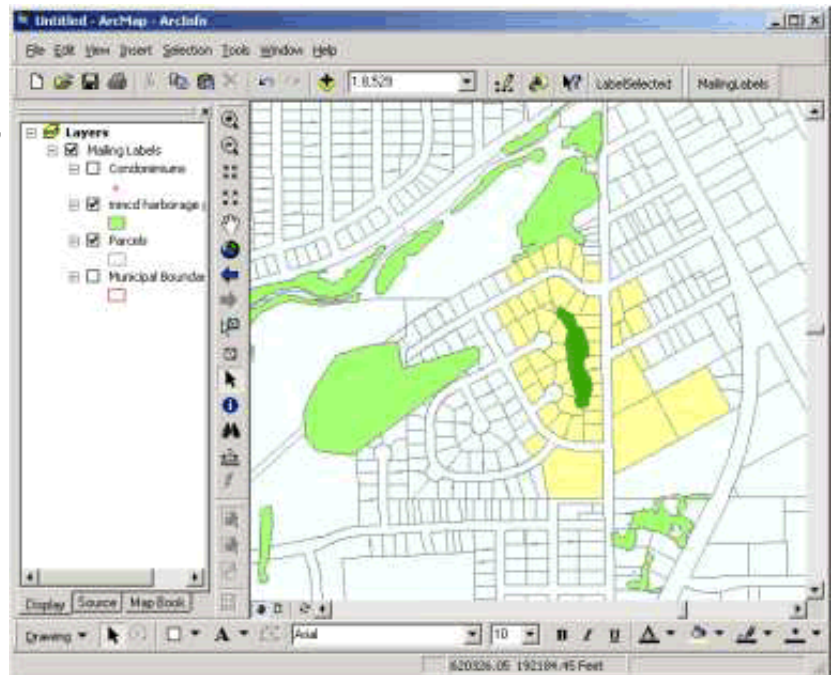 Untitled - ArcMap - ArcInfo
File Edit View Insert Selection Tools Window Help
1:8,529
LabelSelected MailingLabels
Layers
Mailing Labels
Condominiums
harborage
Parcels
Municipal Boundar
Display Source Map Book
Drawing
A
Arial
10
B I U A
620326.05 192184.45 Feet